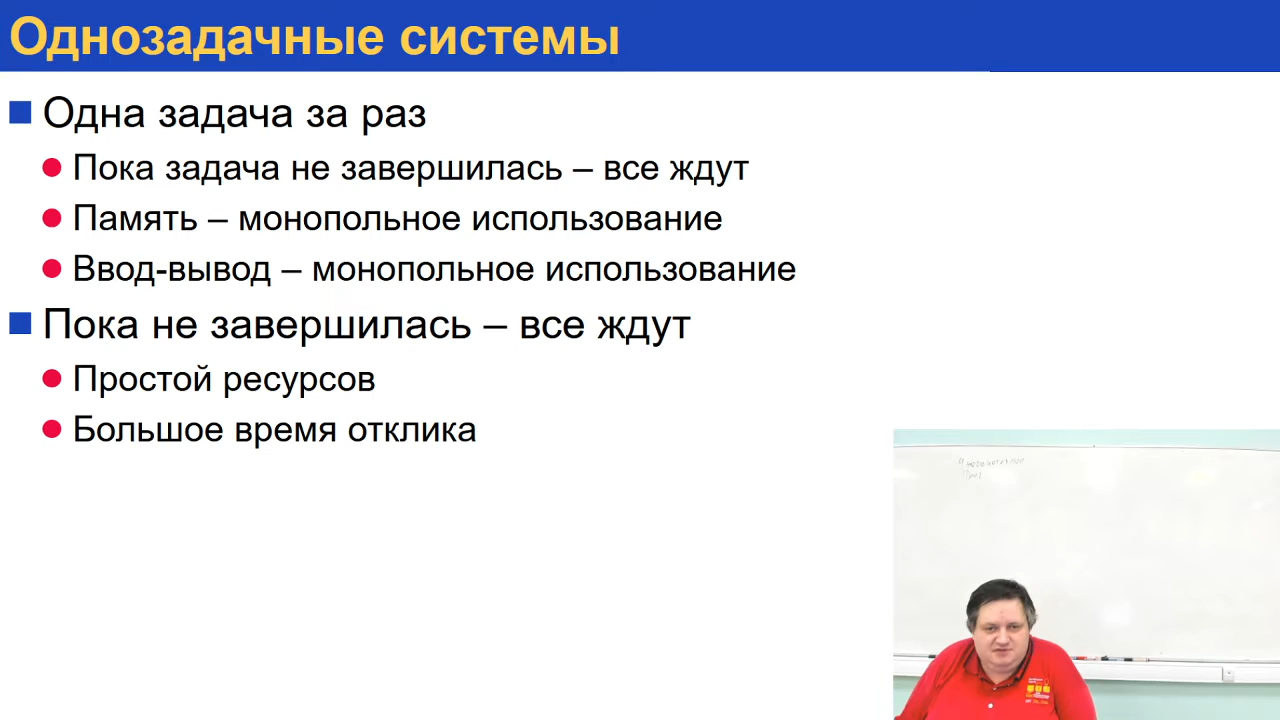 Однозадачные системы
Одна задача за раз
Пока задача не завершилась – все ждут
Память – монопольное использование
Ввод-вывод – монопольное использование
Пока не завершилась – все ждут
Простой ресурсов
Большое время отклика